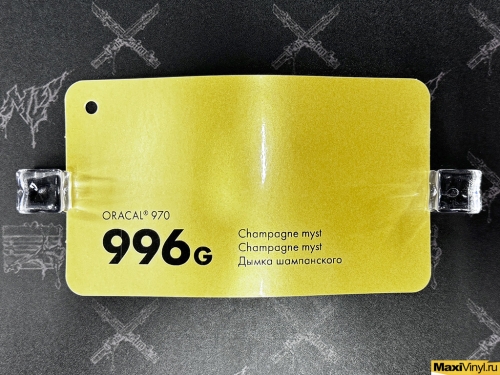 ORACAL® 970
996G
Champagne myst
Champagne myst
Дымка шампанского
MaxiVinyl.ru